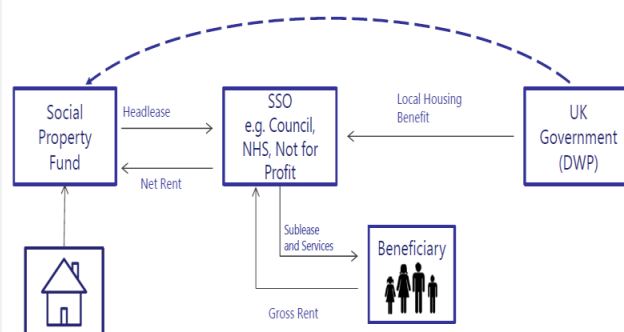 Social
Property
Fund
Headlease
Net Rent
SSO
e.g. Council,
NHS, Not for
Profit
Local Housing
Benefit
UK
Government
(DWP)
Sublease
and Services
Beneficiary
Gross Rent